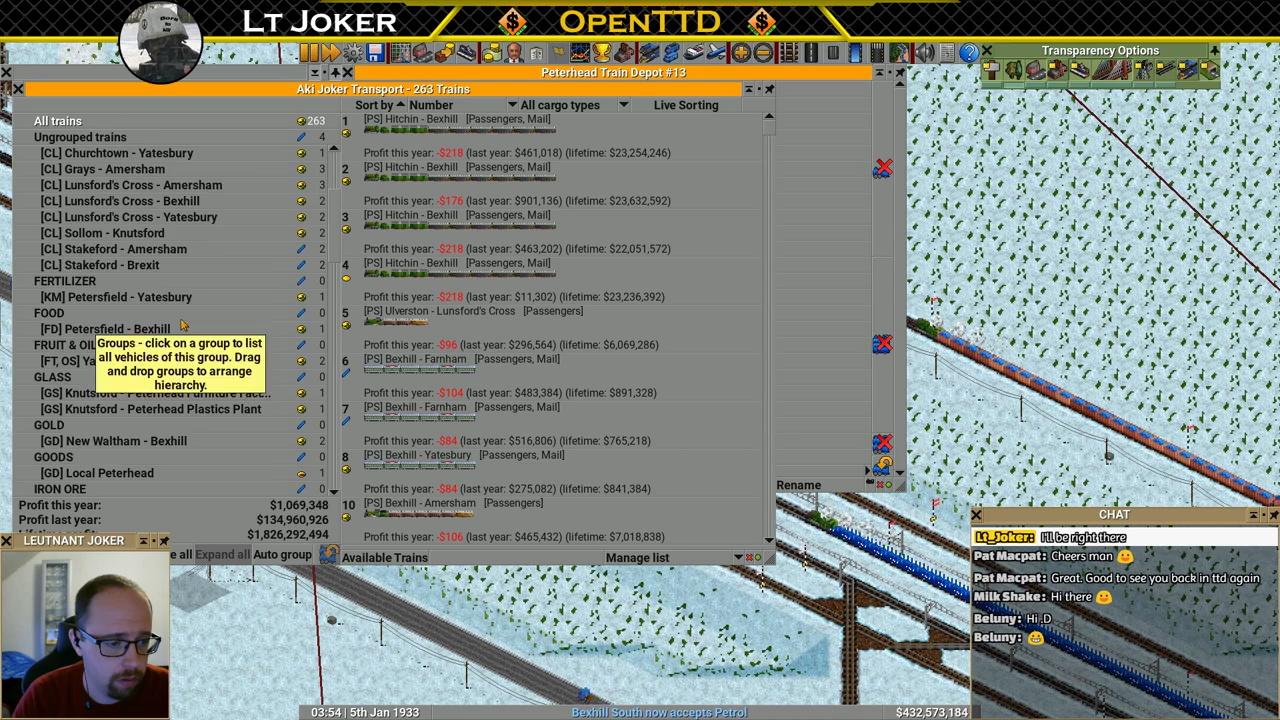 LT JOKER
OPENTTD
Transparency Options
Peterhead Train Depot #13
Aki Joker Transport - 263 Trains
Sort by
Number
All cargo types
Live Sorting
All trains
263
Ungrouped trains
4
[CL] Churchtown - Yatesbury
1
[CL] Grays - Amersham
3
[CL] Lunsford's Cross - Amersham
3
[CL] Lunsford's Cross - Bexhill
2
[CL] Lunsford's Cross - Yatesbury
2
[CL] Sollom - Knutsford
2
[CL] Stakeford - Amersham
2
[CL] Stakeford - Brexit
2
FERTILIZER
0
[KM] Petersfield - Yatesbury
1
FOOD
0
[FD] Petersfield - Bexhill
1
FRUIT & OIL
0
[FT, OS] Ya
2
GLASS
0
[GS] Knutsford - Peterhead Furniture Fact...
1
[GS] Knutsford - Peterhead Plastics Plant
1
GOLD
0
[GD] New Waltham - Bexhill
2
GOODS
0
[GD] Local Peterhead
1
IRON ORE
0
Groups - click on a group to list
all vehicles of this group. Drag
and drop groups to arrange
hierarchy.
Profit this year:
$1,069,348
Profit last year:
$134,960,926
$1,826,292,494
1
[PS] Hitchin - Bexhill [Passengers, Mail]
Profit this year: -$218 (last year: $461,018) (lifetime: $23,254,246)
2
[PS] Hitchin - Bexhill [Passengers, Mail]
Profit this year: -$176 (last year: $901,136) (lifetime: $23,632,592)
3
[PS] Hitchin - Bexhill [Passengers, Mail]
Profit this year: -$218 (last year: $463,202) (lifetime: $22,051,572)
4
[PS] Hitchin - Bexhill [Passengers, Mail]
Profit this year: -$218 (last year: $11,302) (lifetime: $23,236,392)
5
[PS] Ulverston - Lunsford's Cross [Passengers]
Profit this year: -$96 (last year: $296,564) (lifetime: $6,069,286)
6
[PS] Bexhill - Farnham [Passengers, Mail]
Profit this year: -$104 (last year: $483,384) (lifetime: $891,328)
7
[PS] Bexhill - Farnham [Passengers, Mail]
Profit this year: -$84 (last year: $516,806) (lifetime: $765,218)
8
[PS] Bexhill - Yatesbury [Passengers, Mail]
Profit this year: -$84 (last year: $275,082) (lifetime: $841,384)
10
[PS] Bexhill - Amersham [Passengers]
Profit this year: -$106 (last year: $465,432) (lifetime: $7,018,838)
Rename
LEUTNANT JOKER
e all
Expand all
Auto group
Available Trains
Manage list
CHAT
Lt_Joker: I'll be right there
Pat Macpat: Cheers man
Pat Macpat: Great. Good to see you back in ttd again
Milk Shake: Hi there
Beluny: Hi ;D
Beluny:
03:54 | 5th Jan 1933
Bexhill South now accepts Petrol
$432,573,184